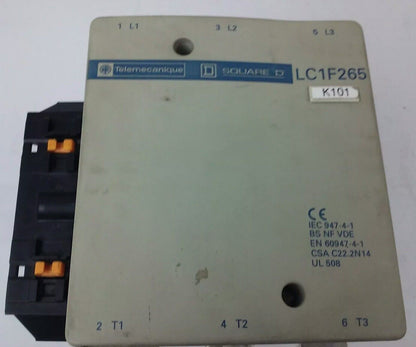 1 L1 3 L2 5 L3
Telemecanique SQUARE D LC1F265
K101
CE
IEC 947-4-1
BS NF VDE
EN 60947-4-1
CSA C22.2N14
UL 508
2 T1 4 T2 6 T3